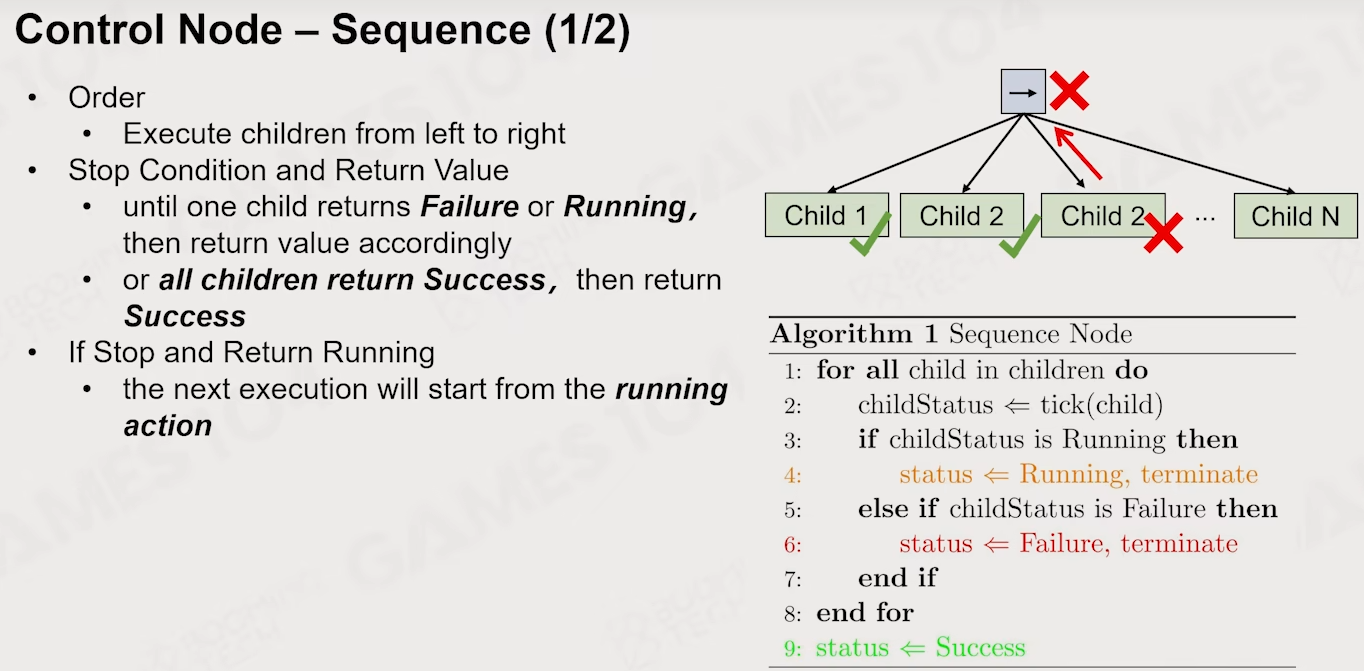 Control Node – Sequence (1/2)
• Order
• Execute children from left to right
• Stop Condition and Return Value
• until one child returns Failure or Running,
then return value accordingly
• or all children return Success, then return
Success
• If Stop and Return Running
• the next execution will start from the running
action
→
Child 1
Child 2
Child 2
...
Child N
Algorithm 1 Sequence Node
1: for all child in children do
2: childStatus ⇐ tick(child)
3: if childStatus is Running then
4: status ⇐ Running, terminate
5: else if childStatus is Failure then
6: status ⇐ Failure, terminate
7: end if
8: end for
9: status ⇐ Success
GAMES 104